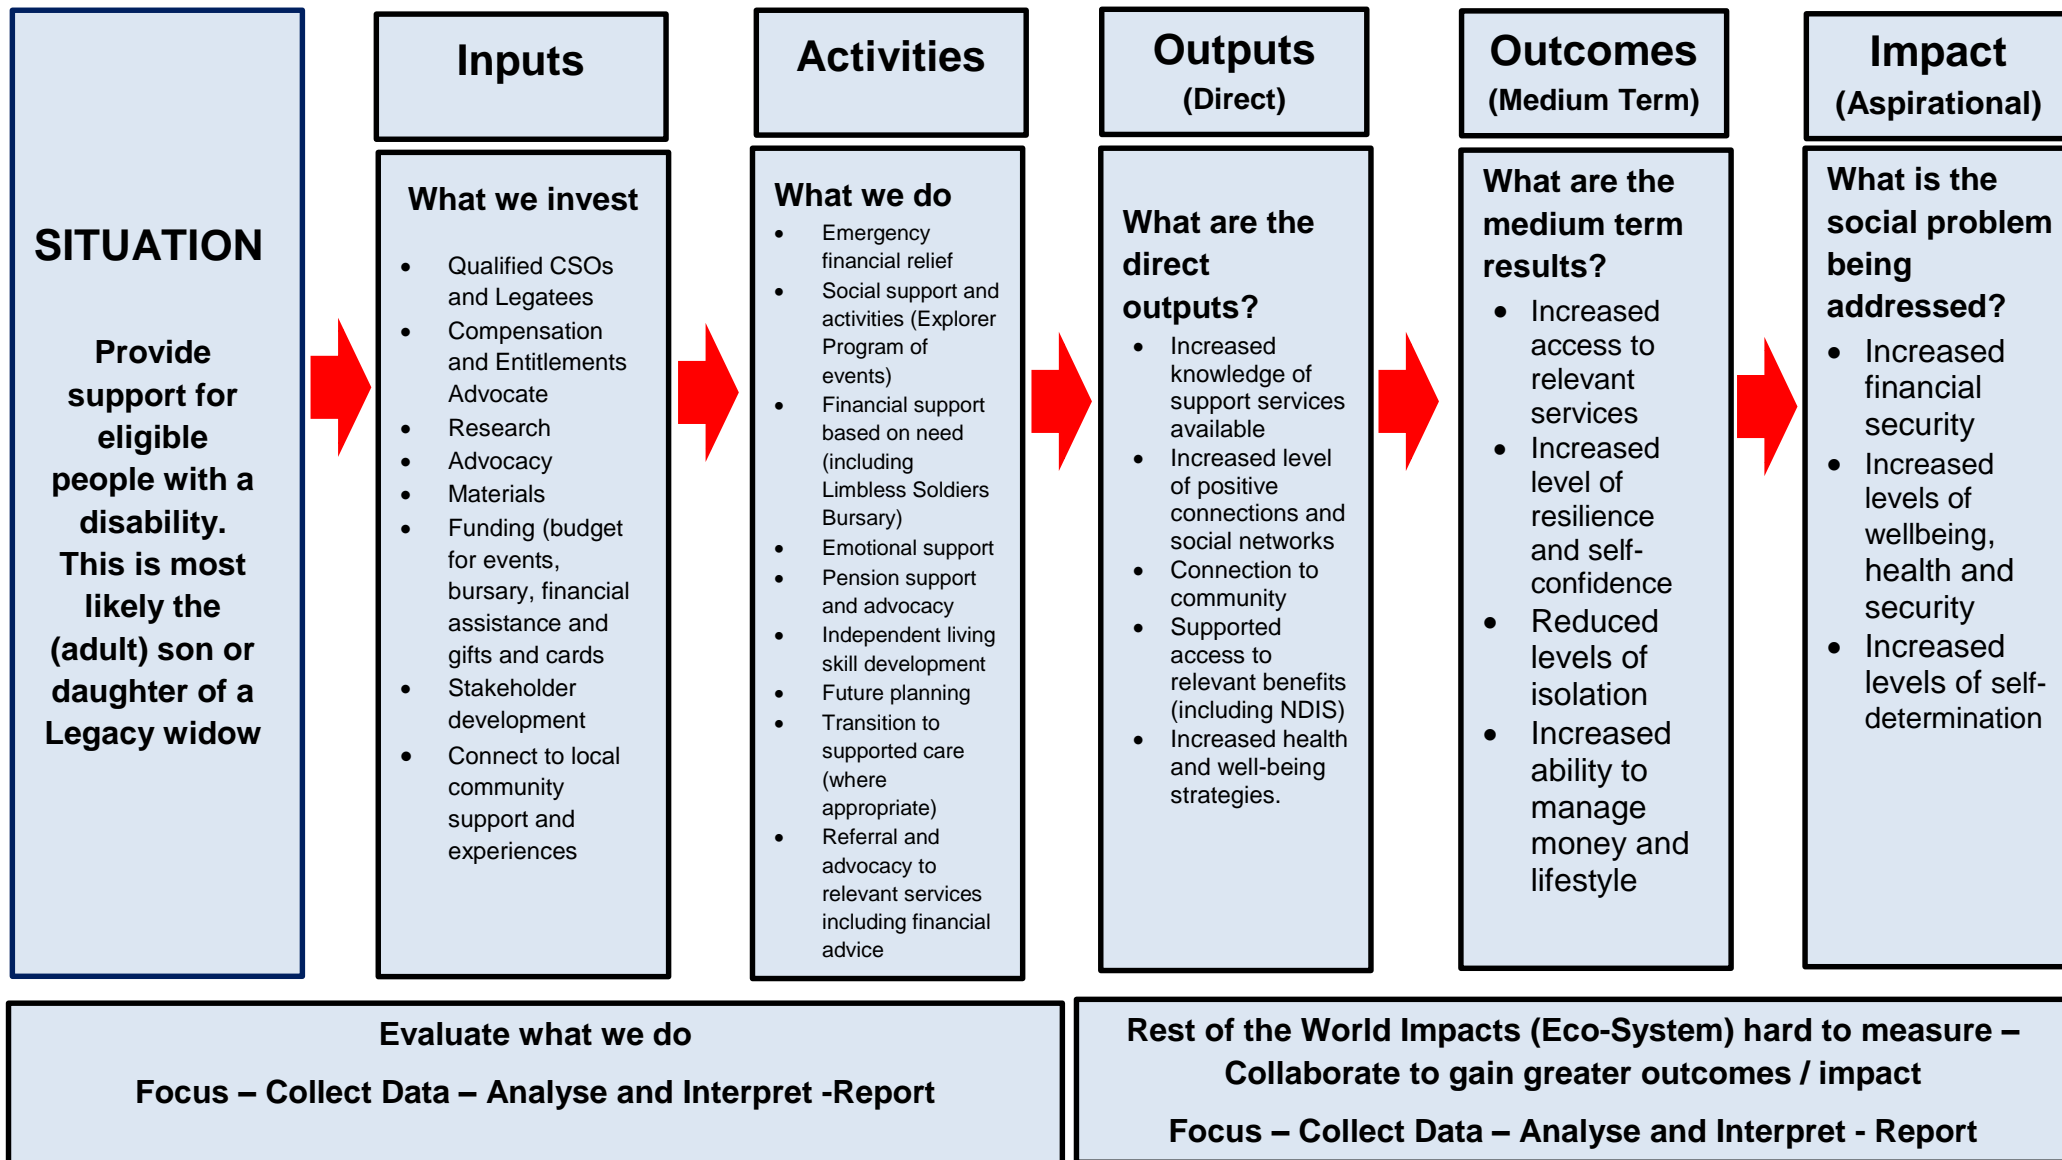 SITUATION
Provide
support for
eligible
people with a
disability.
This is most
likely the
(adult) son or
daughter of a
Legacy widow
Inputs
What we invest
• Qualified CSOs
and Legatees
• Compensation
and Entitlements
Advocate
• Research
• Advocacy
• Materials
• Funding (budget
for events,
bursary, financial
assistance and
gifts and cards
• Stakeholder
development
• Connect to local
community
support and
experiences
Activities
What we do
• Emergency
financial relief
• Social support and
activities (Explorer
Program of
events)
• Financial support
based on need
(including
Limbless Soldiers
Bursary)
• Emotional support
• Pension support
and advocacy
• Independent living
skill development
• Future planning
• Transition to
supported care
(where
appropriate)
• Referral and
advocacy to
relevant services
including financial
advice
Outputs
(Direct)
What are the
direct
outputs?
• Increased
knowledge of
support services
available
• Increased level
of positive
connections and
social networks
• Connection to
community
• Supported
access to
relevant benefits
(including NDIS)
• Increased health
and well-being
strategies.
Outcomes
(Medium Term)
What are the
medium term
results?
• Increased
access to
relevant
services
• Increased
level of
resilience
and self-
confidence
• Reduced
levels of
isolation
• Increased
ability to
manage
money and
lifestyle
Impact
(Aspirational)
What is the
social problem
being
addressed?
• Increased
financial
security
• Increased
levels of
wellbeing,
health and
security
• Increased
levels of self-
determination
Evaluate what we do
Focus – Collect Data – Analyse and Interpret -Report
Rest of the World Impacts (Eco-System) hard to measure –
Collaborate to gain greater outcomes / impact
Focus – Collect Data – Analyse and Interpret - Report